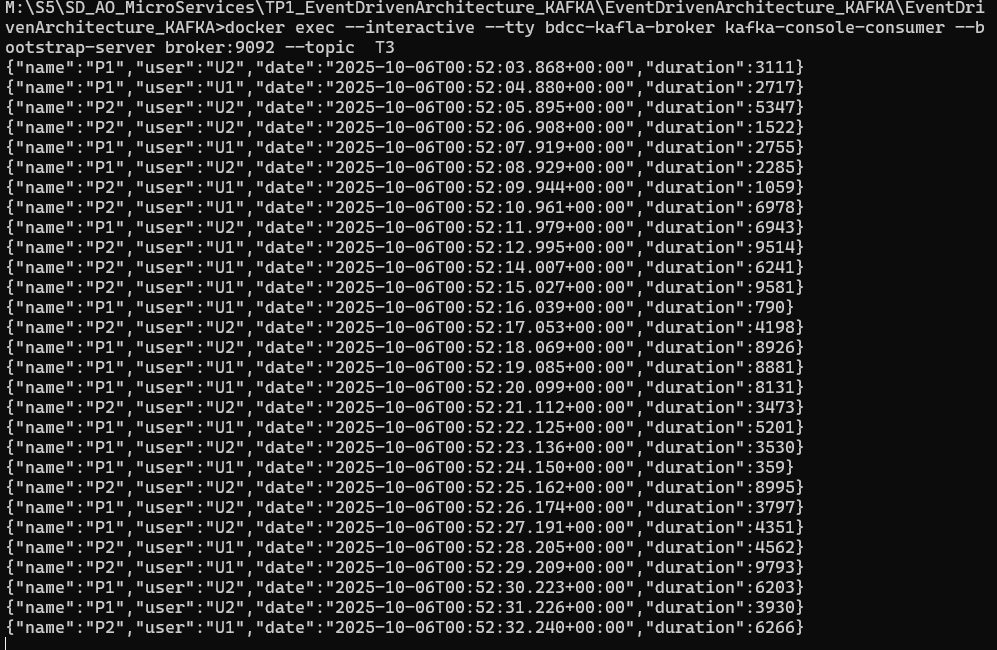 M:\S5\SD_AO_MicroServices\TP1_EventDrivenArchitecture_KAFKA\EventDrivenArchitecture_KAFKA\EventDri
venArchitecture_KAFKA>docker exec --interactive --tty bdcc-kafla-broker kafka-console-consumer --b
ootstrap-server broker:9092 --topic  T3
{"name":"P1","user":"U2","date":"2025-10-06T00:52:03.868+00:00","duration":3111}
{"name":"P1","user":"U1","date":"2025-10-06T00:52:04.880+00:00","duration":2717}
{"name":"P2","user":"U2","date":"2025-10-06T00:52:05.895+00:00","duration":5347}
{"name":"P2","user":"U2","date":"2025-10-06T00:52:06.908+00:00","duration":1522}
{"name":"P2","user":"U1","date":"2025-10-06T00:52:07.919+00:00","duration":2755}
{"name":"P1","user":"U2","date":"2025-10-06T00:52:08.929+00:00","duration":2285}
{"name":"P2","user":"U1","date":"2025-10-06T00:52:09.944+00:00","duration":1059}
{"name":"P2","user":"U1","date":"2025-10-06T00:52:10.961+00:00","duration":6978}
{"name":"P1","user":"U2","date":"2025-10-06T00:52:11.979+00:00","duration":6943}
{"name":"P2","user":"U1","date":"2025-10-06T00:52:12.995+00:00","duration":9514}
{"name":"P2","user":"U1","date":"2025-10-06T00:52:14.007+00:00","duration":6241}
{"name":"P2","user":"U1","date":"2025-10-06T00:52:15.027+00:00","duration":9581}
{"name":"P1","user":"U1","date":"2025-10-06T00:52:16.039+00:00","duration":790}
{"name":"P2","user":"U2","date":"2025-10-06T00:52:17.053+00:00","duration":4198}
{"name":"P1","user":"U2","date":"2025-10-06T00:52:18.069+00:00","duration":8926}
{"name":"P1","user":"U1","date":"2025-10-06T00:52:19.085+00:00","duration":8881}
{"name":"P1","user":"U1","date":"2025-10-06T00:52:20.099+00:00","duration":8131}
{"name":"P2","user":"U2","date":"2025-10-06T00:52:21.112+00:00","duration":3473}
{"name":"P1","user":"U1","date":"2025-10-06T00:52:22.125+00:00","duration":5201}
{"name":"P1","user":"U2","date":"2025-10-06T00:52:23.136+00:00","duration":3530}
{"name":"P1","user":"U1","date":"2025-10-06T00:52:24.150+00:00","duration":359}
{"name":"P2","user":"U2","date":"2025-10-06T00:52:25.162+00:00","duration":8995}
{"name":"P1","user":"U2","date":"2025-10-06T00:52:26.174+00:00","duration":3797}
{"name":"P1","user":"U2","date":"2025-10-06T00:52:27.191+00:00","duration":4351}
{"name":"P2","user":"U1","date":"2025-10-06T00:52:28.205+00:00","duration":4562}
{"name":"P2","user":"U1","date":"2025-10-06T00:52:29.209+00:00","duration":9793}
{"name":"P1","user":"U2","date":"2025-10-06T00:52:30.223+00:00","duration":6203}
{"name":"P1","user":"U2","date":"2025-10-06T00:52:31.226+00:00","duration":3930}
{"name":"P2","user":"U1","date":"2025-10-06T00:52:32.240+00:00","duration":6266}